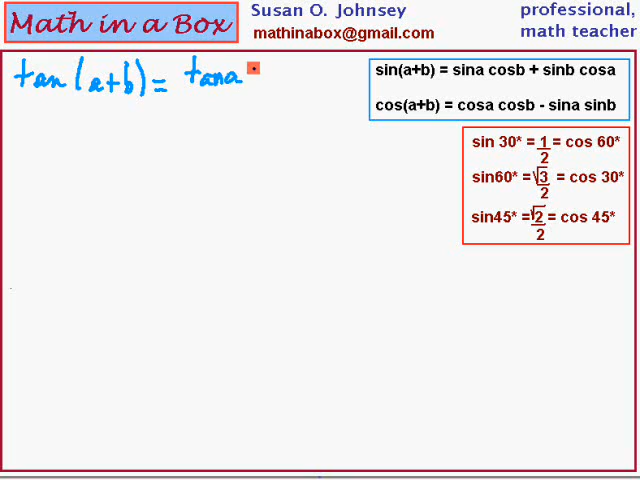 Math in a Box
Susan O. Johnsey
mathinabox@gmail.com
professional,
math teacher
tan(a+b) = tana
sin(a+b) = sina cosb + sinb cosa
cos(a+b) = cosa cosb - sina sinb
sin 30* = 1/2 = cos 60*
sin60* = √3/2 = cos 30*
sin45* = √2/2 = cos 45*